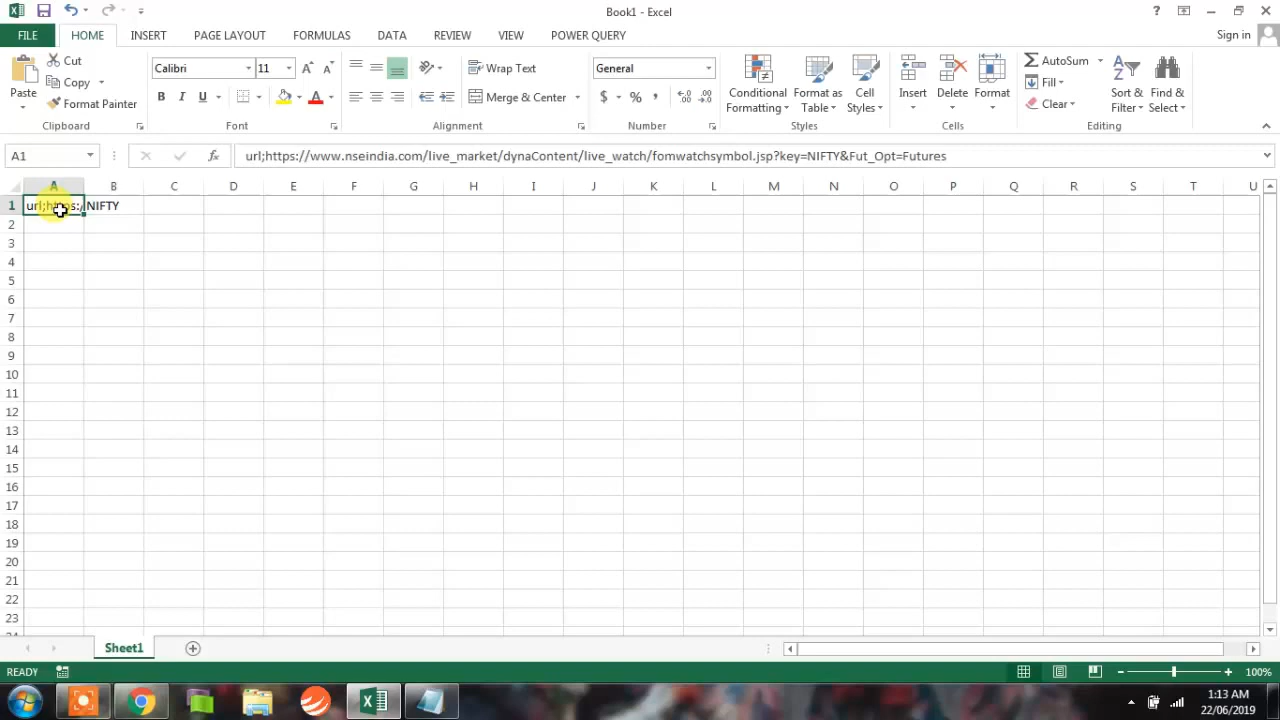 Book1 - Excel
?
FILE HOME INSERT PAGE LAYOUT FORMULAS DATA REVIEW VIEW POWER QUERY Sign in
Paste
Cut
Copy
Format Painter
Clipboard
Calibri 11
B I U
Font
Wrap Text
Merge & Center
Alignment
General
$ % ,
Number
Conditional Formatting
Format as Table
Cell Styles
Styles
Insert
Delete
Format
Cells
AutoSum
Fill
Clear
Sort & Filter
Find & Select
Editing
A1 fx url;https://www.nseindia.com/live_market/dynaContent/live_watch/fomwatchsymbol.jsp?key=NIFTY&Fut_Opt=Futures
A B C D E F G H I J K L M N O P Q R S T U
1 url;https:/ NIFTY
2
3
4
5
6
7
8
9
10
11
12
13
14
15
16
17
18
19
20
21
22
23
24
Sheet1
READY 100%
1:13 AM
22/06/2019